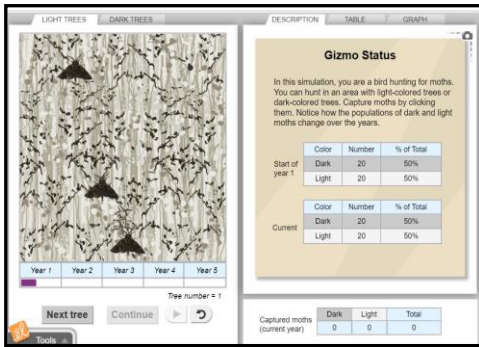 LIGHT TREES DARK TREES
Year 1 Year 2 Year 3 Year 4 Year 5
Tree number = 1
Next tree Continue
Tools
DESCRIPTION TABLE GRAPH
Gizmo Status
In this simulation, you are a bird hunting for moths.
You can hunt in an area with light-colored trees or
dark-colored trees. Capture moths by clicking
them. Notice how the populations of dark and light
moths change over the years.
Color Number % of Total
Start of
year 1
Dark 20 50%
Light 20 50%
Color Number % of Total
Current
Dark 20 50%
Light 20 50%
Captured moths
(current year)
Dark Light Total
0 0 0